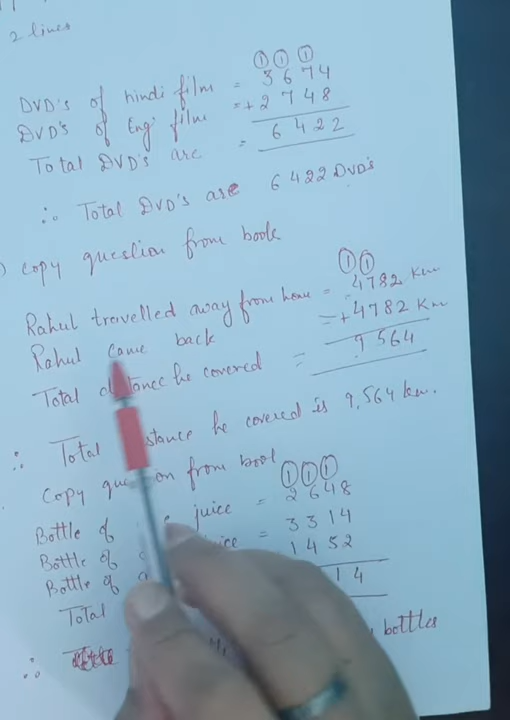 2 lines
① ① ①
DVD's of hindi film = 3674
DVD's of Eng' film = + 2748
Total DVD's are = 6422
∴ Total DVD's are 6422 DVD's
) Copy question from book
① ①
Rahul travelled away from home = 4782 Km
Rahul came back = + 4782 Km
Total distance he covered = 9564
∴ Total distance he covered is 9,564 km.
Copy question from book
① ① ①
Bottle of juice = 2648
Bottle of = 3314
Bottle of 1452
Total 14
∴ bottles